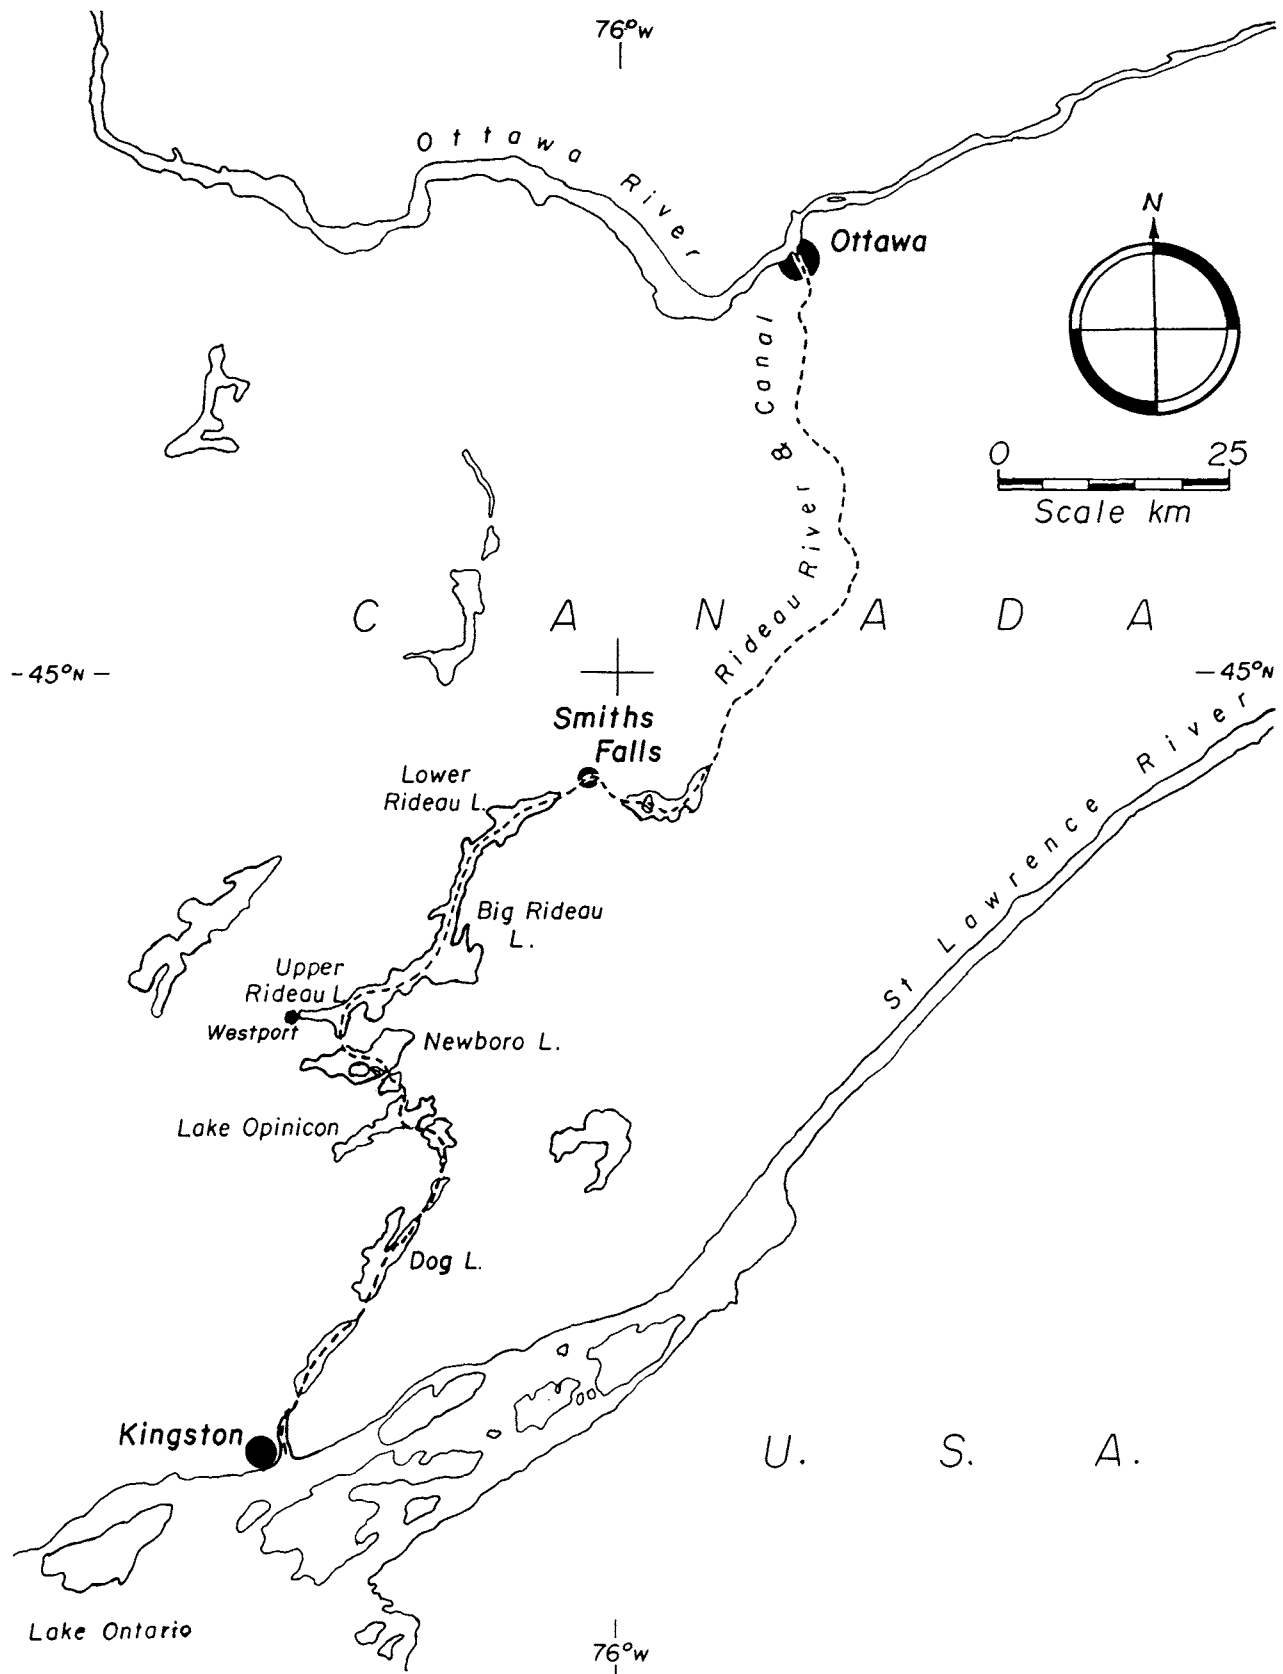 76°W
Ottawa River
N
Ottawa
Rideau River & Canal
0 25
Scale km
C A N A D A
-45°N-
-45°N
Smiths
Falls
St Lawrence River
Lower
Rideau L.
Big Rideau
L.
Upper
Rideau L
Westport
Newboro L.
Lake Opinicon
Dog L.
Kingston
U. S. A.
Lake Ontario
76°W